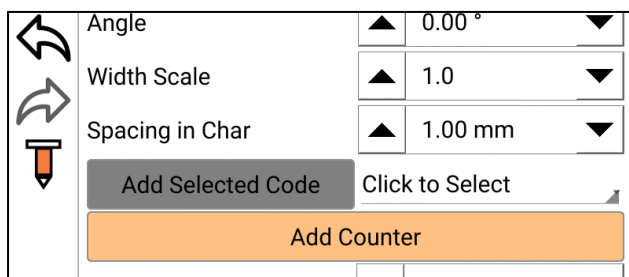 Angle 0.00 °
Width Scale 1.0
Spacing in Char 1.00 mm
Add Selected Code Click to Select
Add Counter